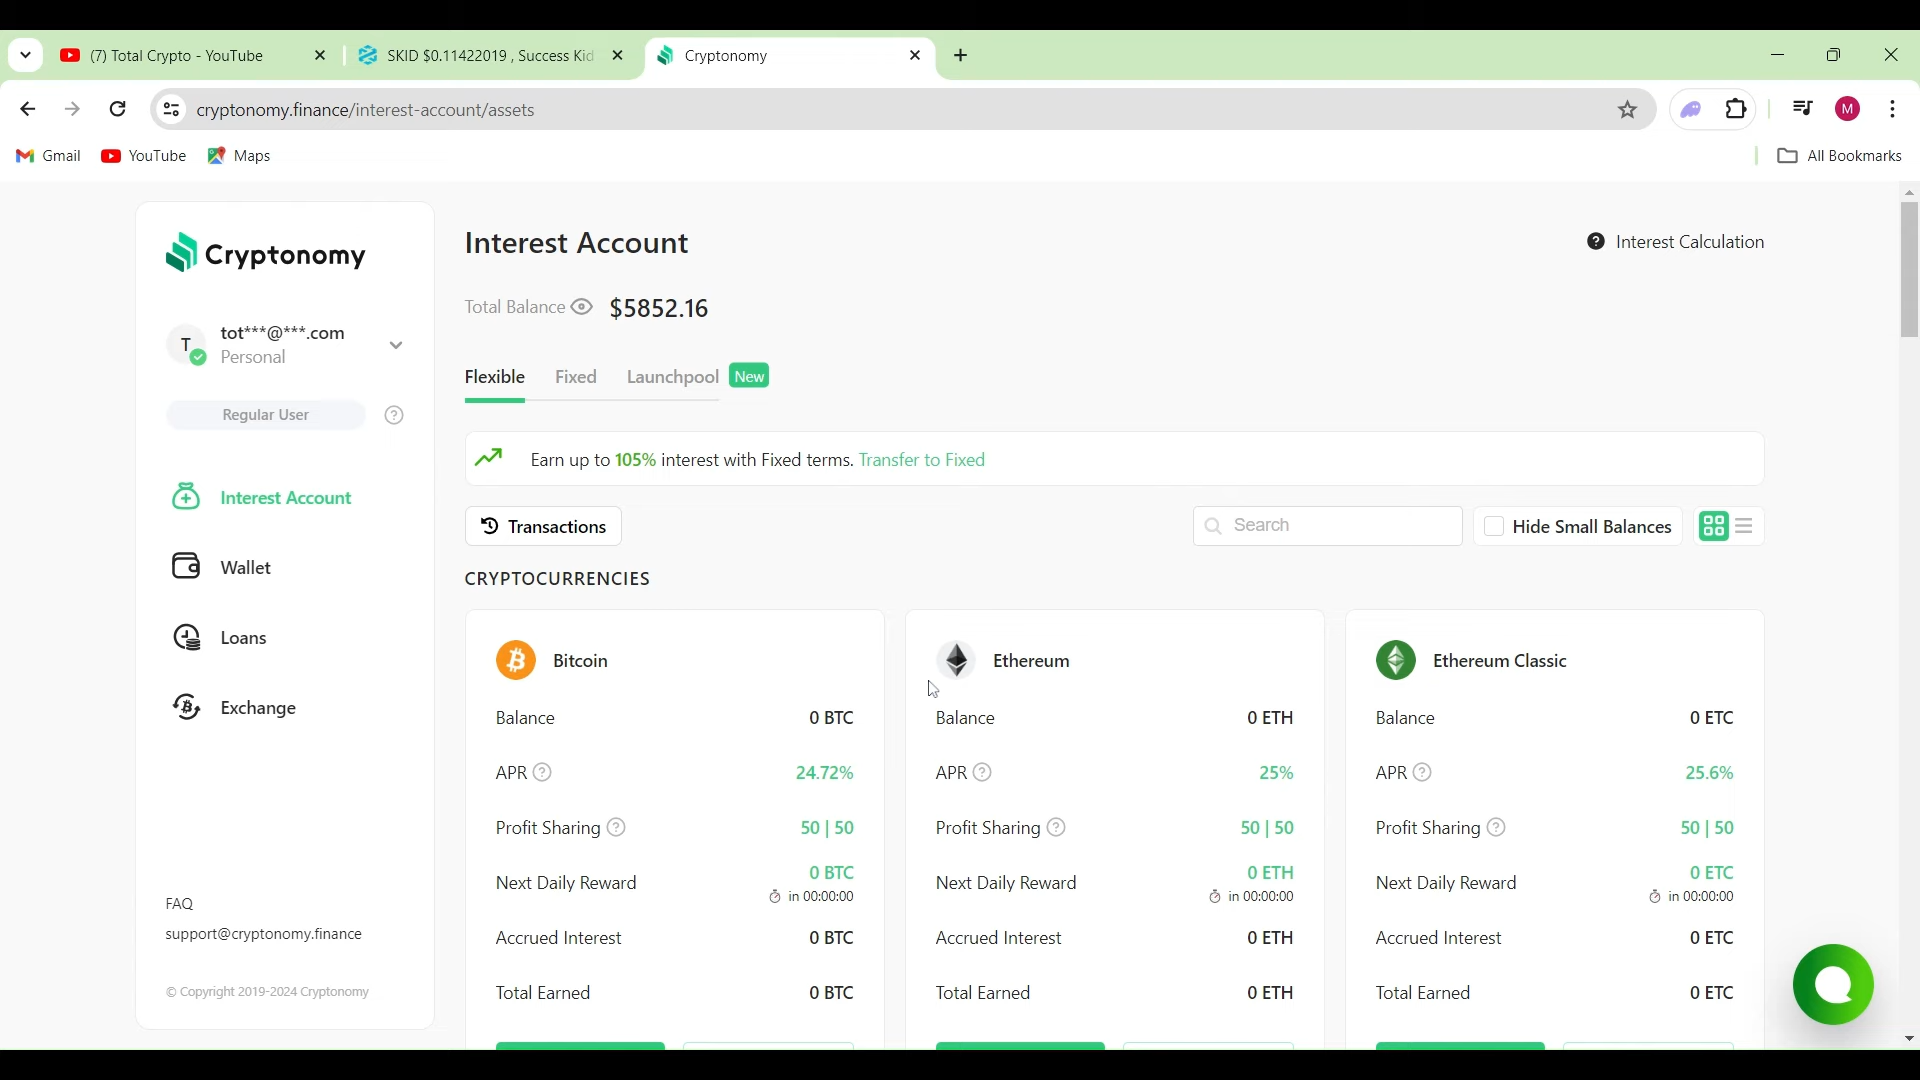 (7) Total Crypto - YouTube
SKID $0.11422019 , Success Kid
Cryptonomy
cryptonomy.finance/interest-account/assets
M
Gmail
YouTube
Maps
All Bookmarks
Cryptonomy
T
tot***@***.com
Personal
Regular User
Interest Account
Wallet
Loans
Exchange
FAQ
support@cryptonomy.finance
© Copyright 2019-2024 Cryptonomy
Interest Account
Interest Calculation
Total Balance $5852.16
Flexible Fixed Launchpool New
Earn up to 105% interest with Fixed terms. Transfer to Fixed
Transactions
Search
Hide Small Balances
CRYPTOCURRENCIES
Bitcoin
Balance 0 BTC
APR 24.72%
Profit Sharing 50 | 50
Next Daily Reward 0 BTC
in 00:00:00
Accrued Interest 0 BTC
Total Earned 0 BTC
Ethereum
Balance 0 ETH
APR 25%
Profit Sharing 50 | 50
Next Daily Reward 0 ETH
in 00:00:00
Accrued Interest 0 ETH
Total Earned 0 ETH
Ethereum Classic
Balance 0 ETC
APR 25.6%
Profit Sharing 50 | 50
Next Daily Reward 0 ETC
in 00:00:00
Accrued Interest 0 ETC
Total Earned 0 ETC